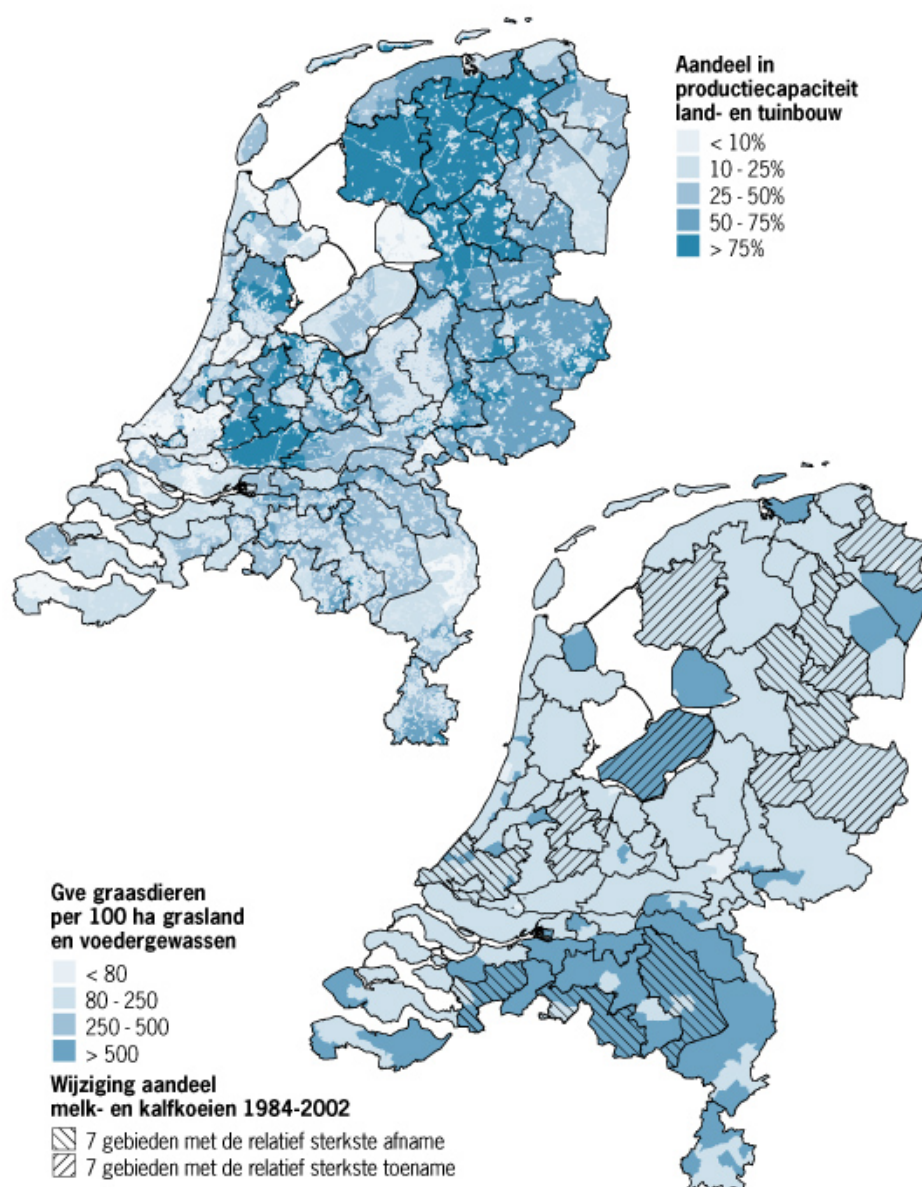 Aandeel in
productiecapaciteit
land- en tuinbouw
< 10%
10 - 25%
25 - 50%
50 - 75%
> 75%
Gve graasdieren
per 100 ha grasland
en voedergewassen
< 80
80 - 250
250 - 500
> 500
Wijziging aandeel
melk- en kalfkoeien 1984-2002
7 gebieden met de relatief sterkste afname
7 gebieden met de relatief sterkste toename